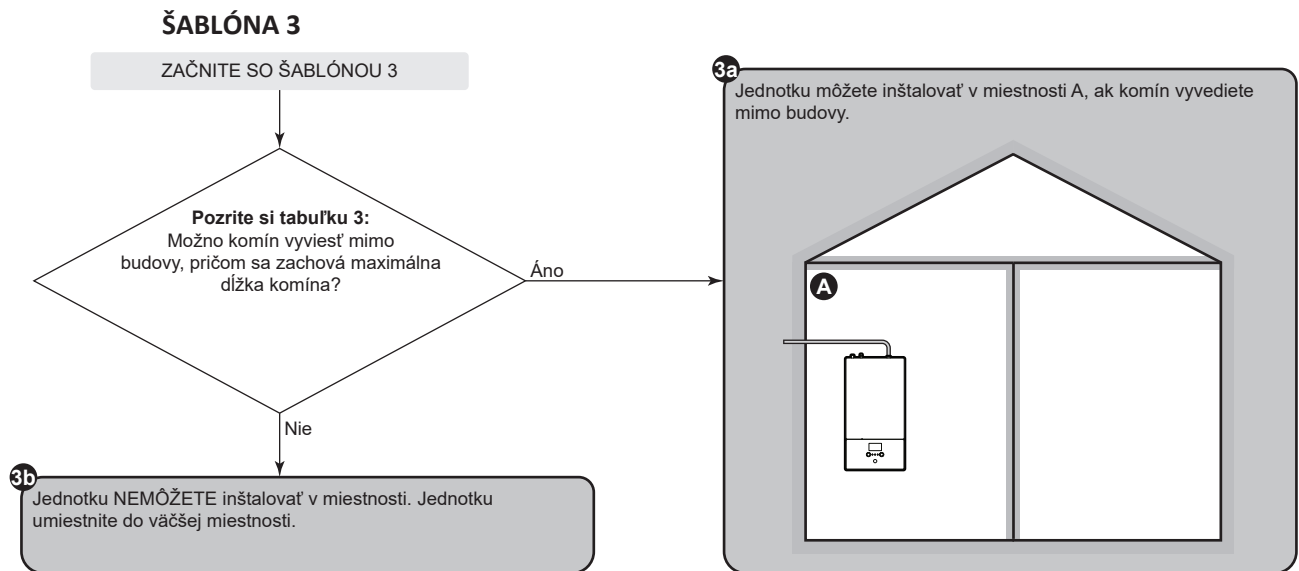 ŠABLÓNA 3
ZAČNITE SO ŠABLÓNOU 3
Pozrite si tabuľku 3:
Možno komín vyviesť mimo
budovy, pričom sa zachová maximálna
dĺžka komína?
Áno
Nie
3a
Jednotku môžete inštalovať v miestnosti A, ak komín vyvediete
mimo budovy.
A
3b
Jednotku NEMÔŽETE inštalovať v miestnosti. Jednotku
umiestnite do väčšej miestnosti.